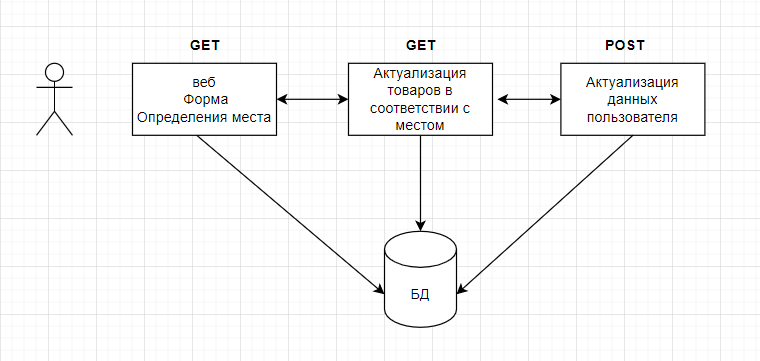 GET
GET
POST
веб
Форма
Определения места
Актуализация
товаров в
соответствии с
местом
Актуализация
данных
пользователя
БД